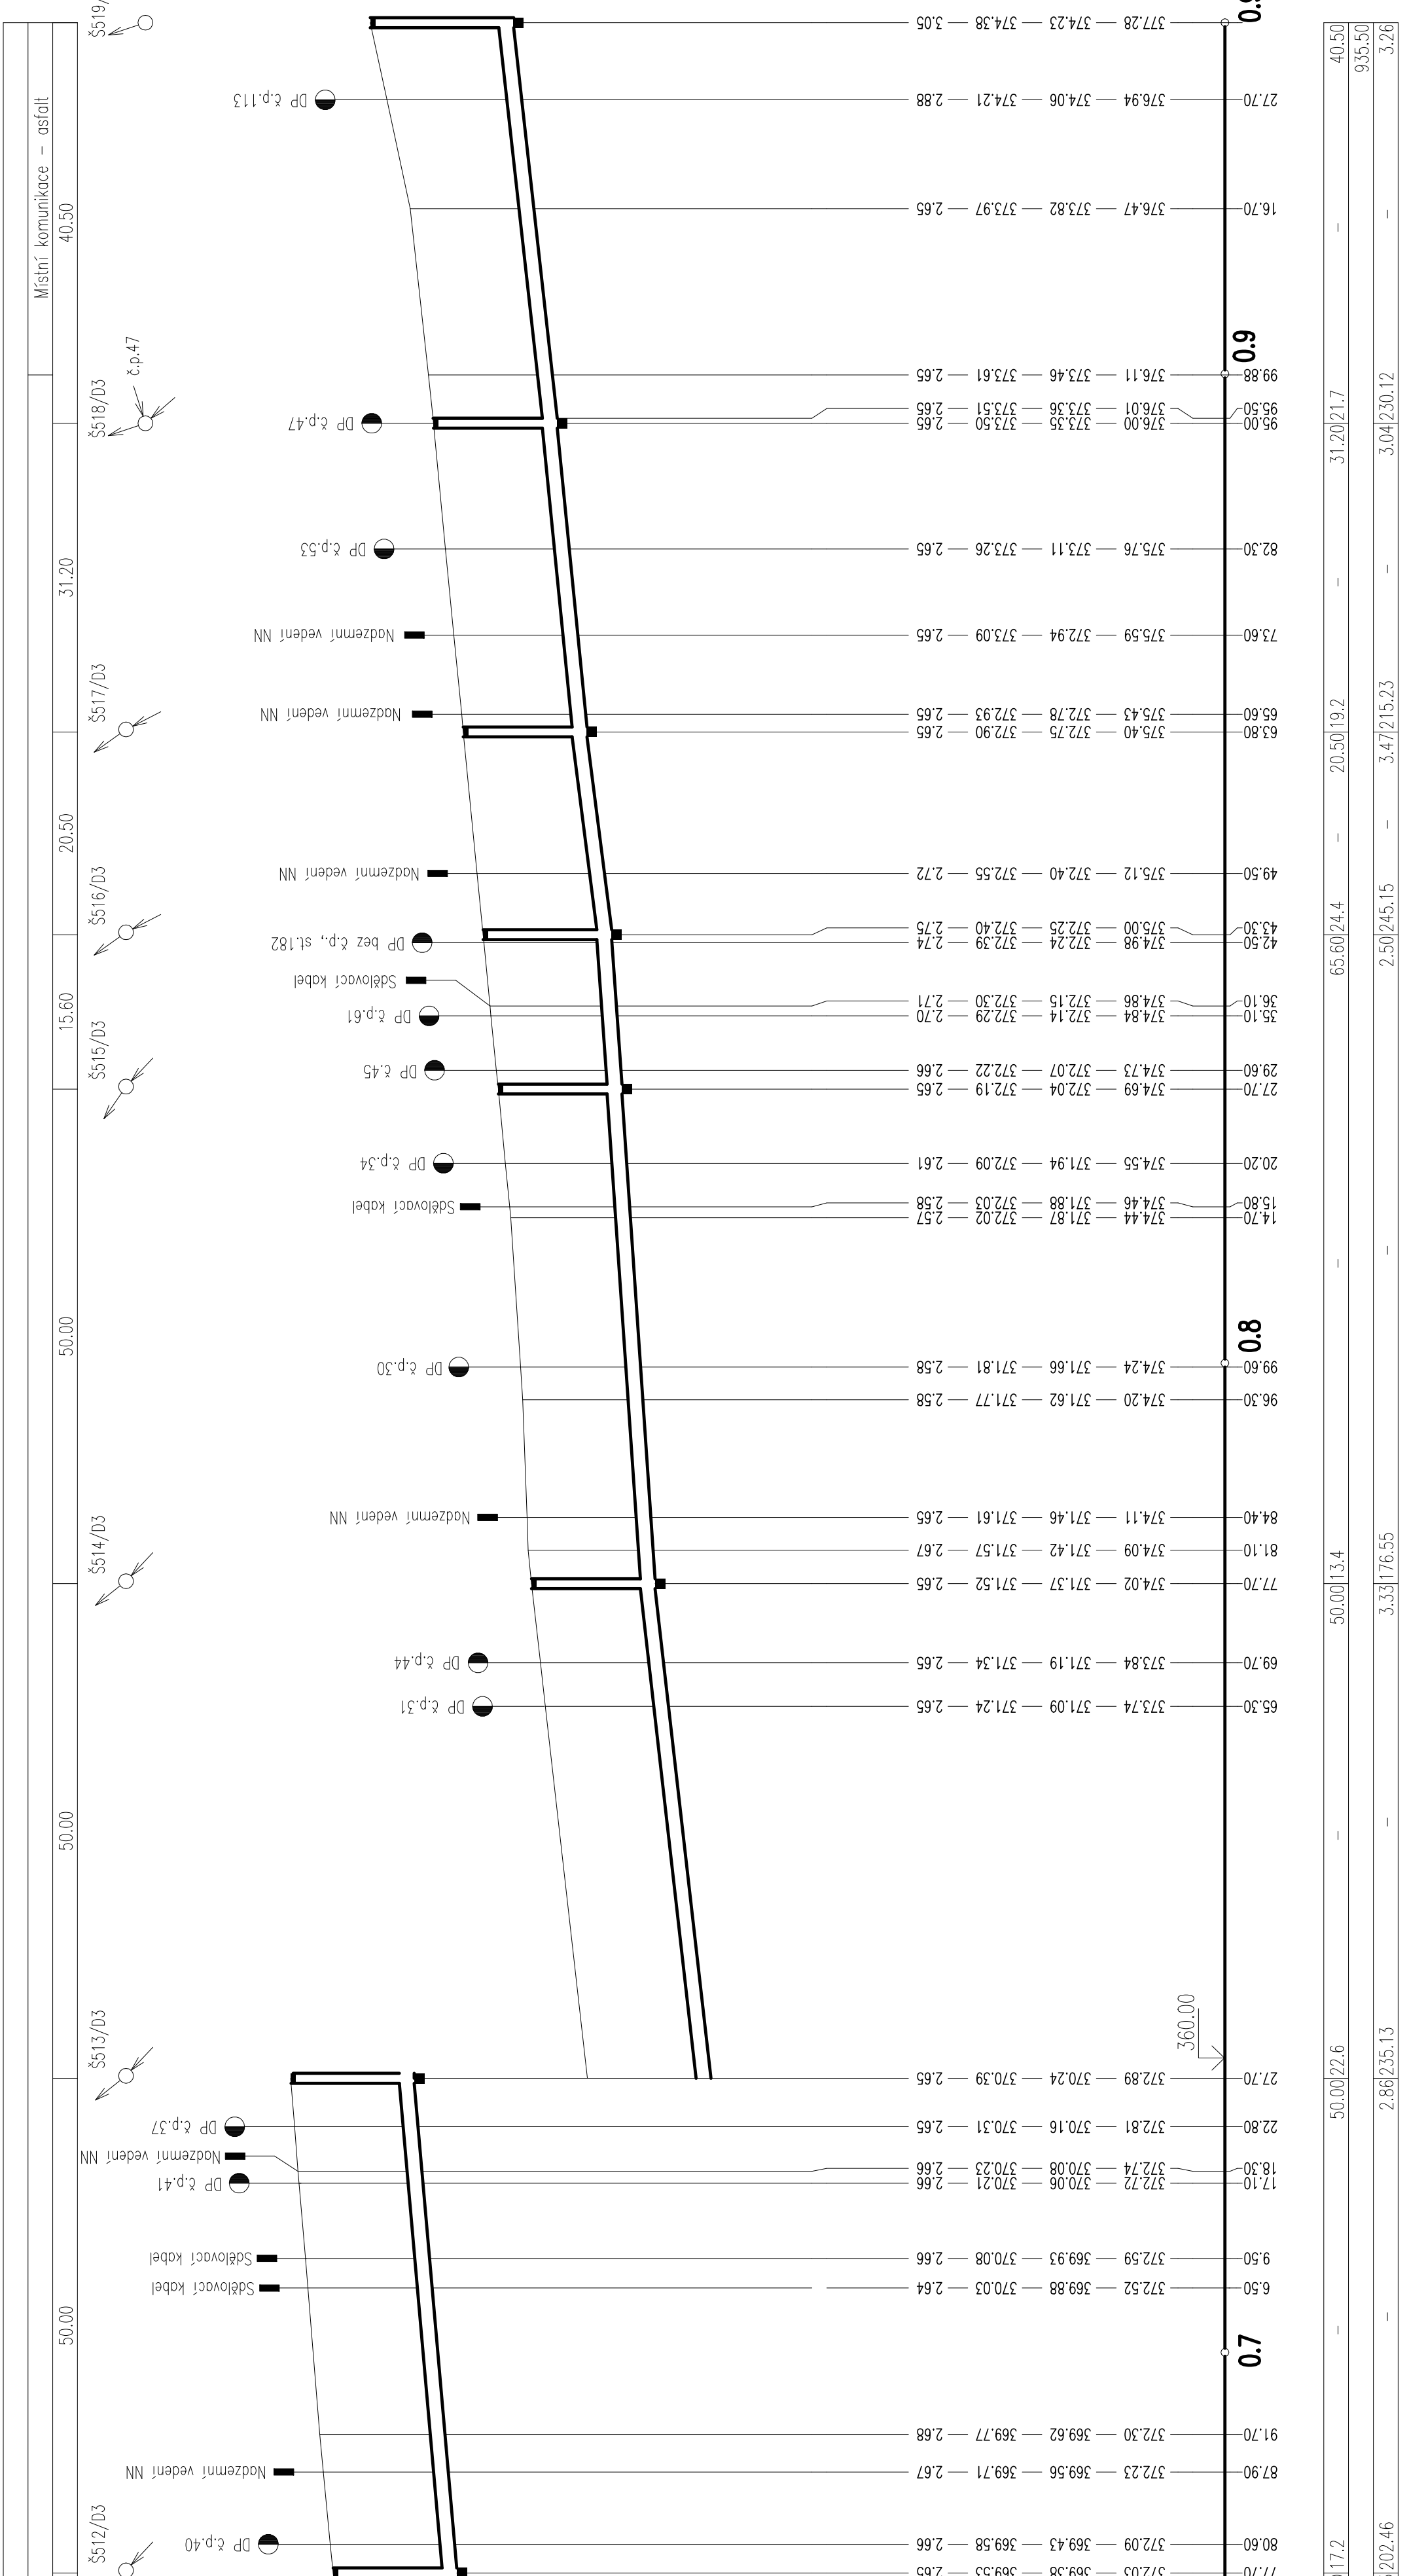 Místní komunikace – asfalt
40.50
31.20
20.50
15.60
50.00
50.00
50.00
Š518/D3
č.p.47
Š517/D3
Š516/D3
Š515/D3
Š514/D3
Š513/D3
Š512/D3
DP č.p.113
DP č.p.47
DP č.p.53
Nadzemní vedení NN
Nadzemní vedení NN
Nadzemní vedení NN
DP bez č.p., st.182
Sdělovací kabel
DP č.p.61
DP č.45
DP č.p.34
Sdělovací kabel
DP č.p.30
Nadzemní vedení NN
DP č.p.44
DP č.p.31
DP č.p.37
Nadzemní vedení NN
DP č.p.41
Sdělovací kabel
Sdělovací kabel
Nadzemní vedení NN
DP č.p.40
3.05 374.38 374.23 377.28
2.88 374.21 374.06 376.94 27.70
2.65 373.97 373.82 376.47 16.70
2.65 373.61 373.46 376.11 99.88
2.65 373.51 373.36 376.01 95.50
2.65 373.50 373.35 376.00 95.00
2.65 373.26 373.11 375.76 82.30
2.65 373.09 372.94 375.59 73.60
2.65 372.93 372.78 375.43 65.60
2.65 372.90 372.75 375.40 63.80
2.72 372.55 372.40 375.12 49.50
2.75 372.40 372.25 375.00 43.30
2.74 372.39 372.24 374.98 42.50
2.71 372.30 372.15 374.86 36.10
2.70 372.29 372.14 374.84 35.10
2.66 372.22 372.07 374.73 29.60
2.65 372.19 372.04 374.69 27.70
2.61 372.09 371.94 374.55 20.20
2.58 372.03 371.88 374.46 15.80
2.57 372.02 371.87 374.44 14.70
2.58 371.81 371.66 374.24 99.60
2.58 371.77 371.62 374.20 96.30
2.65 371.61 371.46 374.11 84.40
2.67 371.57 371.42 374.09 81.10
2.65 371.52 371.37 374.02 77.70
2.65 371.34 371.19 373.84 69.70
2.65 371.24 371.09 373.74 65.30
2.65 370.39 370.24 372.89 27.70
2.65 370.31 370.16 372.81 22.80
2.66 370.23 370.08 372.74 18.30
2.66 370.21 370.06 372.72 17.10
2.66 370.08 369.93 372.59 9.50
2.64 370.03 369.88 372.52 6.50
2.68 369.77 369.62 372.30 91.70
2.67 369.71 369.56 372.23 87.90
2.66 369.58 369.43 372.09 80.60
2.65 369.53 369.38 372.03 77.70
360.00
0.9
0.8
0.7
40.50
–
31.20 21.7
–
20.50 19.2
–
65.60 24.4
–
50.00 13.4
–
50.00 22.6
–
17.2
935.50
3.26
–
3.04 230.12
–
3.47 215.23
–
2.50 245.15
–
3.33 176.55
–
2.86 235.13
–
202.46